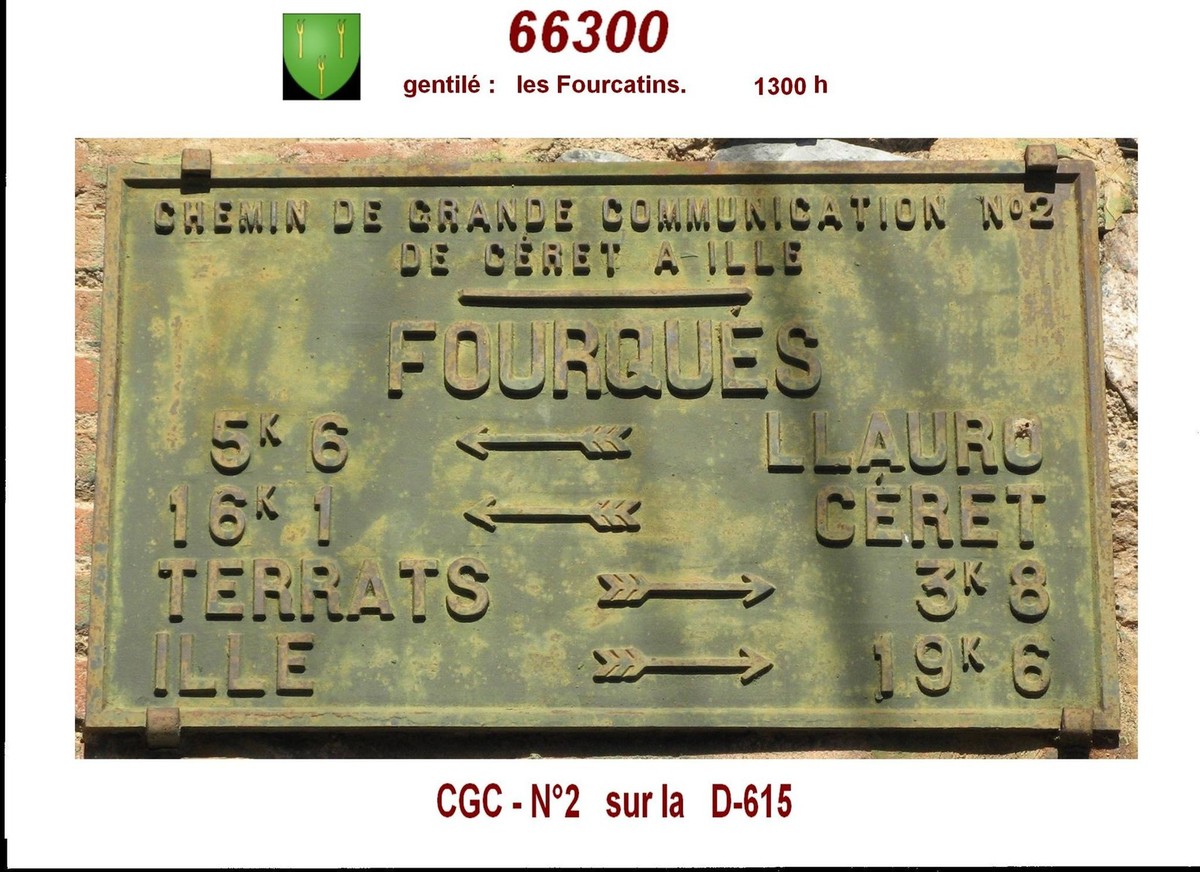 66300
gentilé : les Fourcatins. 1300 h
CHEMIN DE GRANDE COMMUNICATION Nº2
DE CÉRET A ILLE
FOURQUES
5K 6 LLAURO
16K 1 CÉRET
TERRATS 3K 8
ILLE 19K 6
CGC - N°2 sur la D-615